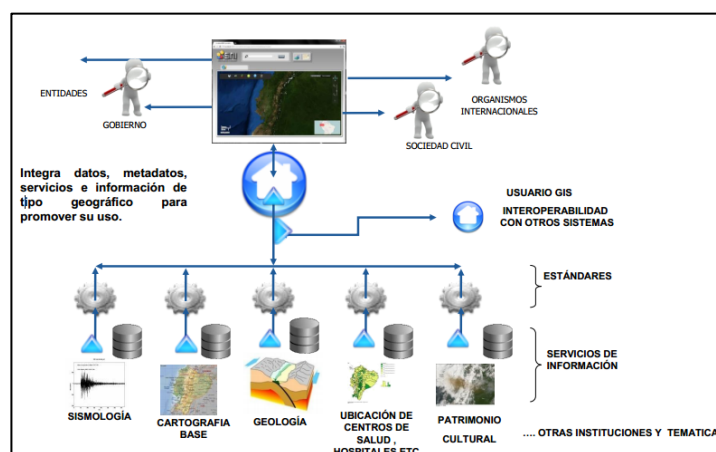 ENTIDADES
GOBIERNO
ORGANISMOS
INTERNACIONALES
SOCIEDAD CIVIL
Integra datos, metadatos,
servicios e información de
tipo geográfico para
promover su uso.
USUARIO GIS
INTEROPERABILIDAD
CON OTROS SISTEMAS
ESTÁNDARES
SERVICIOS DE
INFORMACIÓN
SISMOLOGÍA
CARTOGRAFIA
BASE
GEOLOGÍA
UBICACIÓN DE
CENTROS DE
SALUD ,
HOSPITALES ETC
PATRIMONIO
CULTURAL
.... OTRAS INSTITUCIONES Y TEMATICA